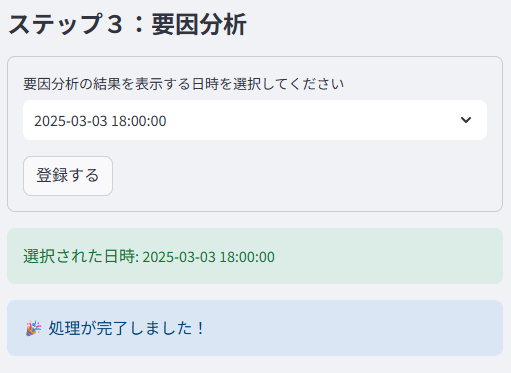 ステップ３：要因分析
要因分析の結果を表示する日時を選択してください
2025-03-03 18:00:00
登録する
選択された日時: 2025-03-03 18:00:00
🎉 処理が完了しました！